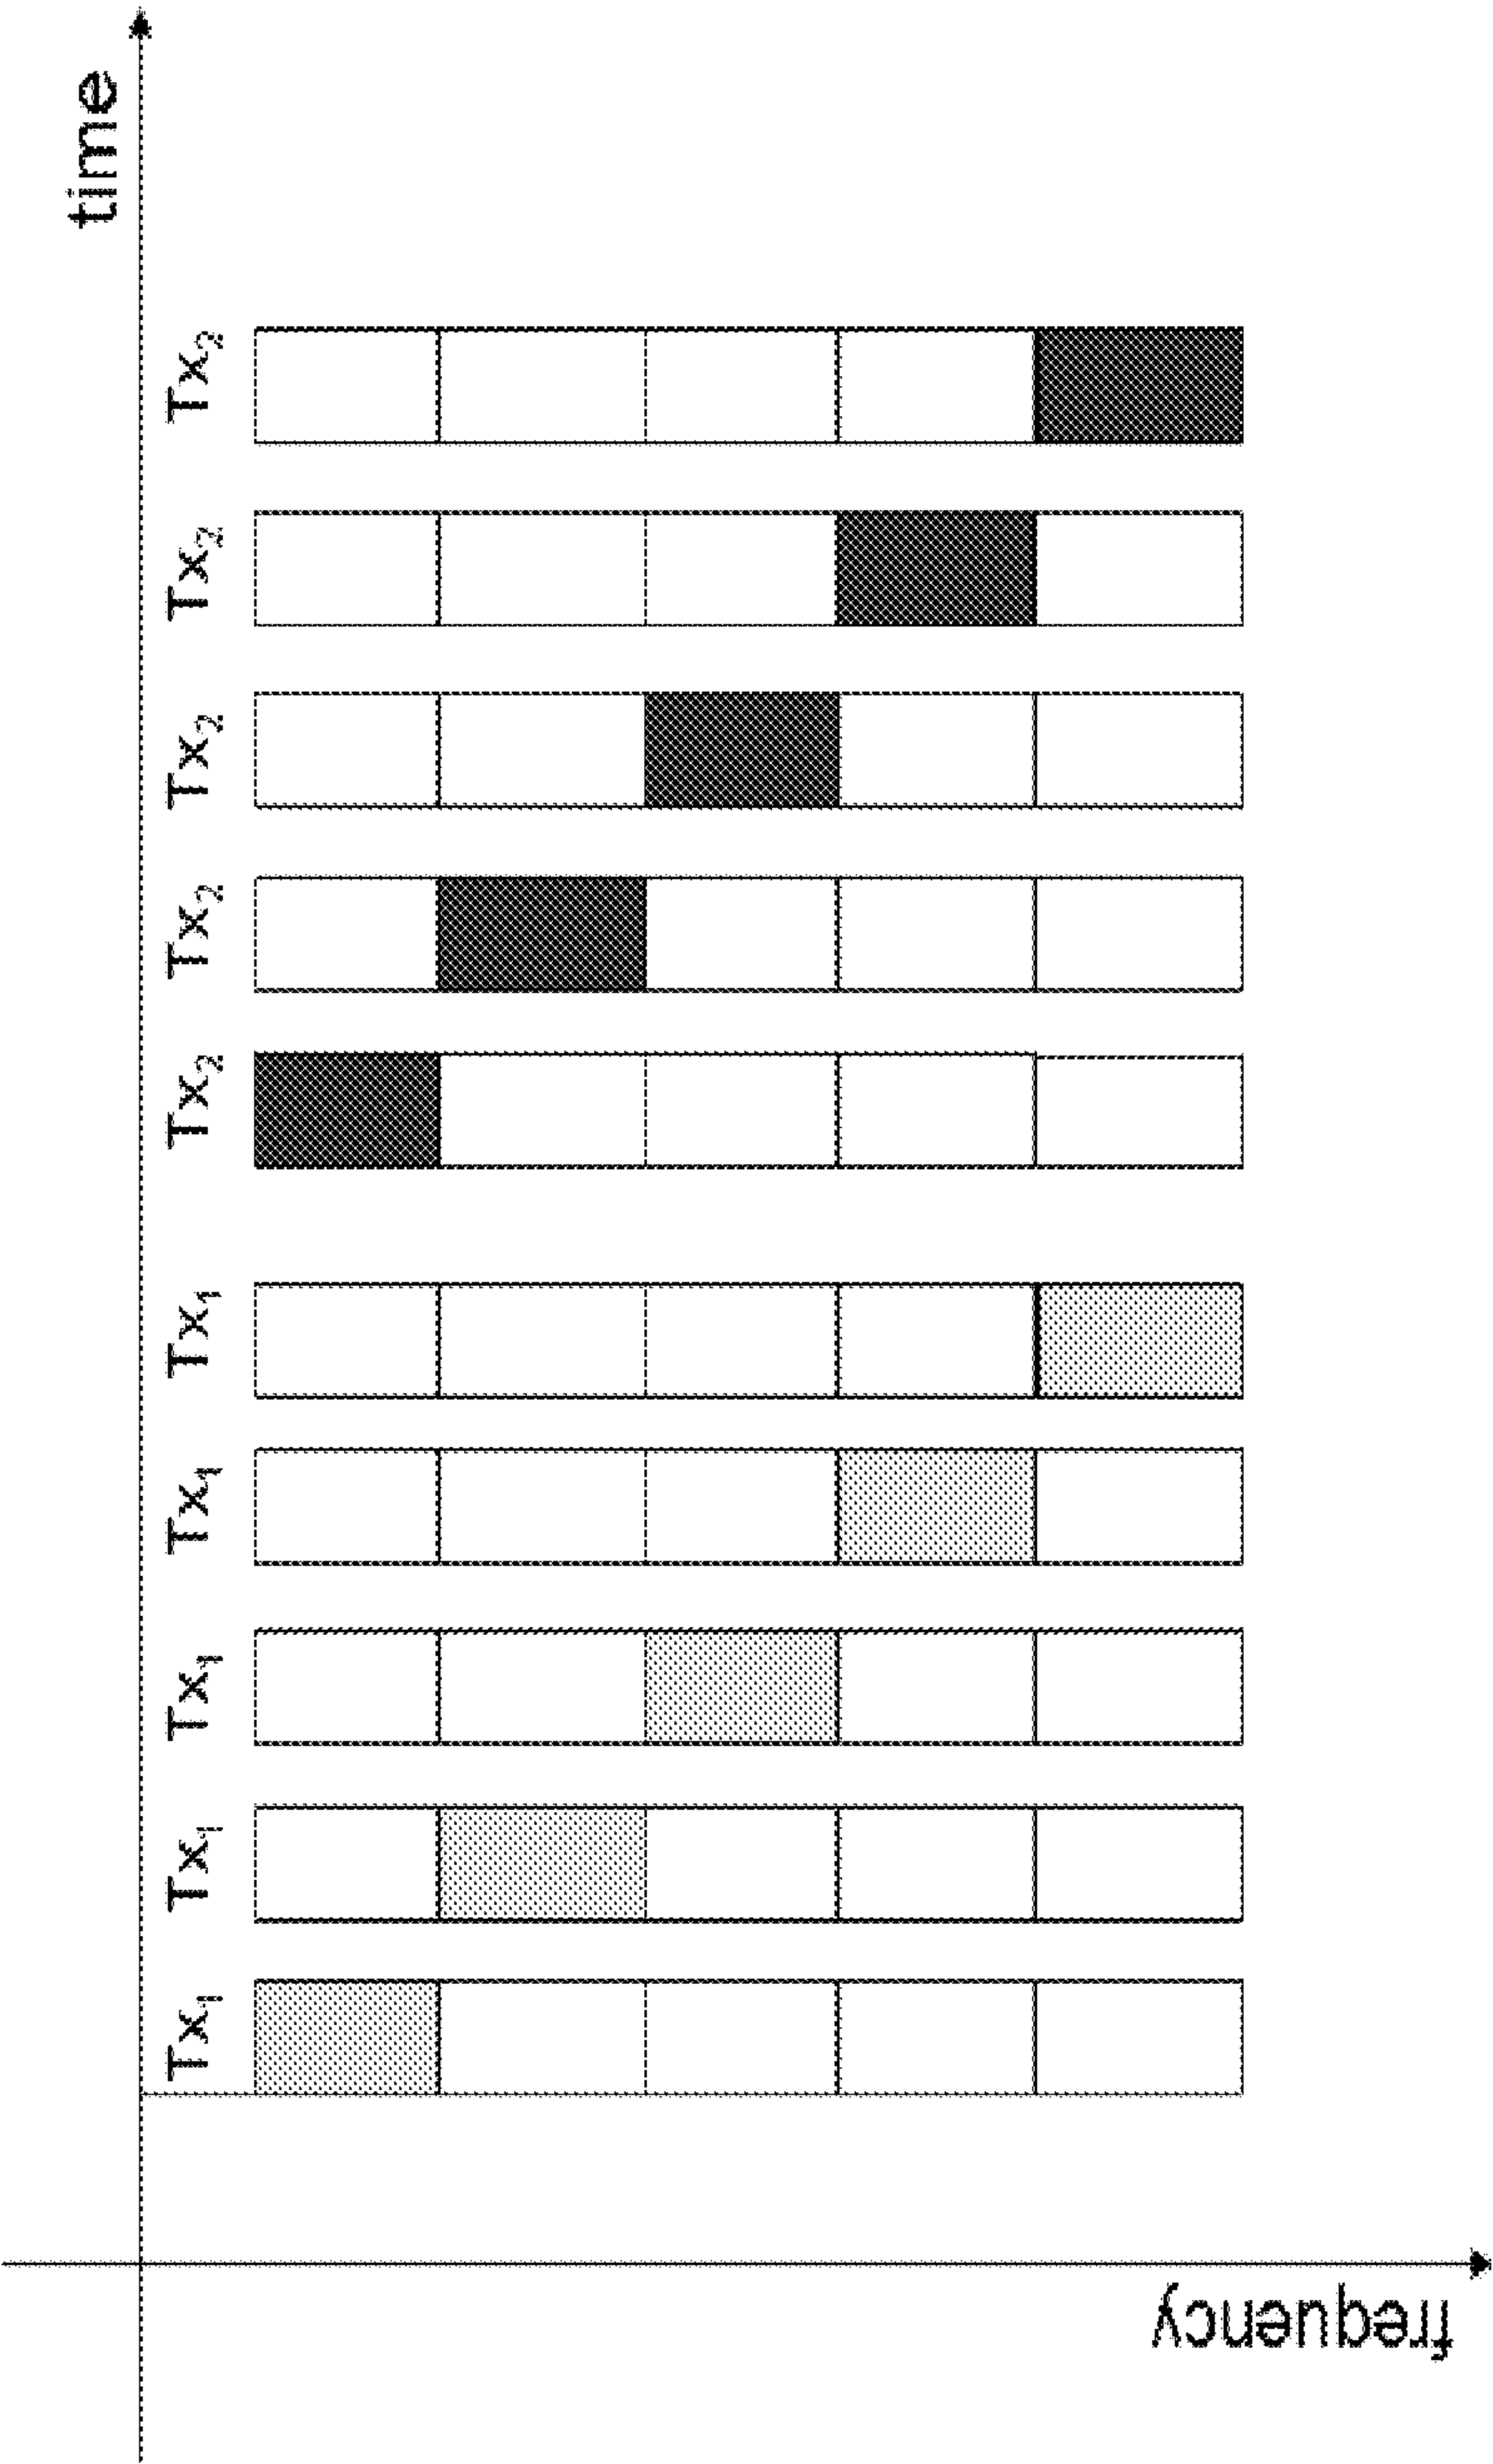 time
Tx₁
Tx₁
Tx₁
Tx₁
Tx₁
Tx₂
Tx₂
Tx₂
Tx₂
Tx₂
frequency